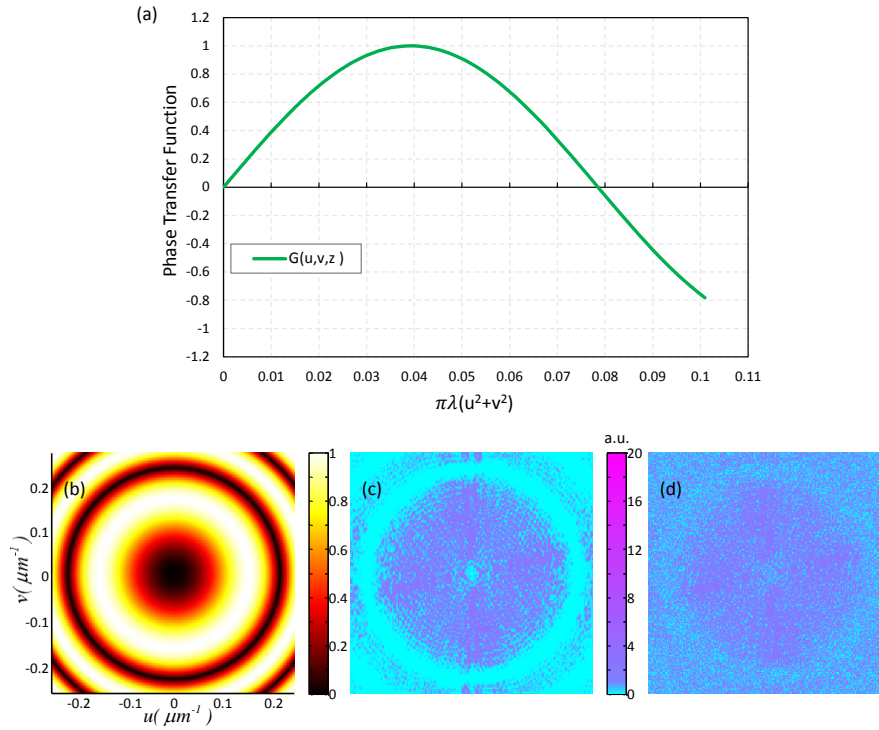 (a)
Phase Transfer Function
1.2
1
0.8
0.6
0.4
0.2
0
-0.2
-0.4
-0.6
-0.8
-1
-1.2
G(u,v,z )
0 0.01 0.02 0.03 0.04 0.05 0.06 0.07 0.08 0.09 0.1 0.11
πλ(u²+v²)
(b)
v( μm⁻¹)
0.2
0.1
0
-0.1
-0.2
-0.2 -0.1 0 0.1 0.2
u( μm⁻¹)
1
0.8
0.6
0.4
0.2
0
(c)
a.u.
20
16
12
8
4
0
(d)